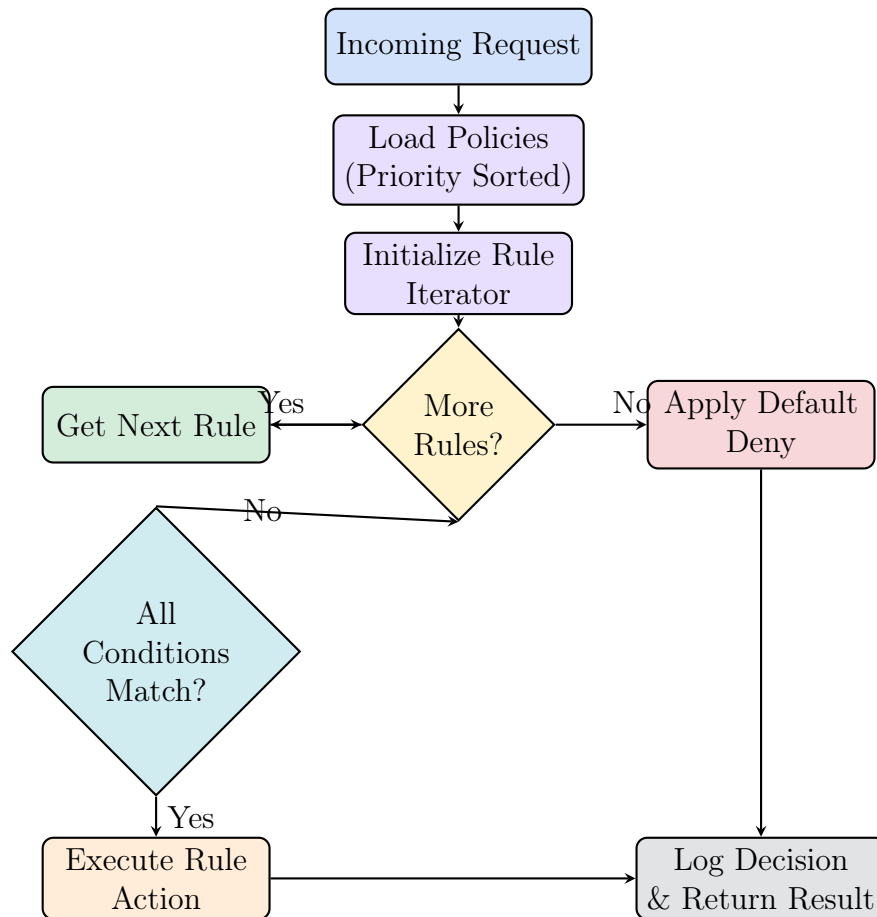 Incoming Request
Load Policies
(Priority Sorted)
Initialize Rule
Iterator
More
Rules?
Yes
Get Next Rule
No
Apply Default
Deny
No
All
Conditions
Match?
Yes
Execute Rule
Action
Log Decision
& Return Result